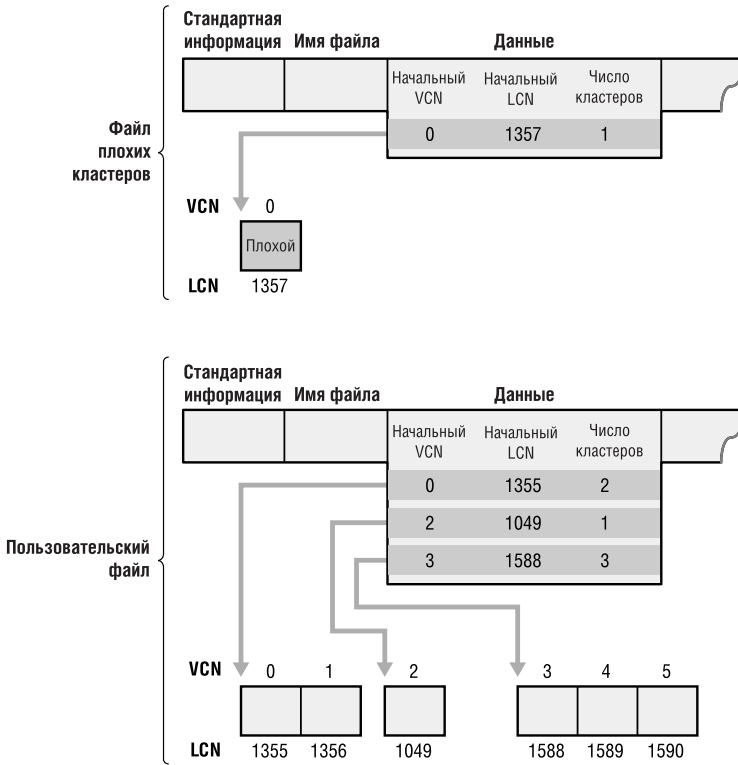 Стандартная
информация Имя файла Данные
Начальный VCN Начальный LCN Число кластеров
0 1357 1
Файл
плохих
кластеров
VCN 0
Плохой
LCN 1357
Стандартная
информация Имя файла Данные
Начальный VCN Начальный LCN Число кластеров
0 1355 2
2 1049 1
3 1588 3
Пользовательский
файл
VCN 0 1 2 3 4 5
LCN 1355 1356 1049 1588 1589 1590